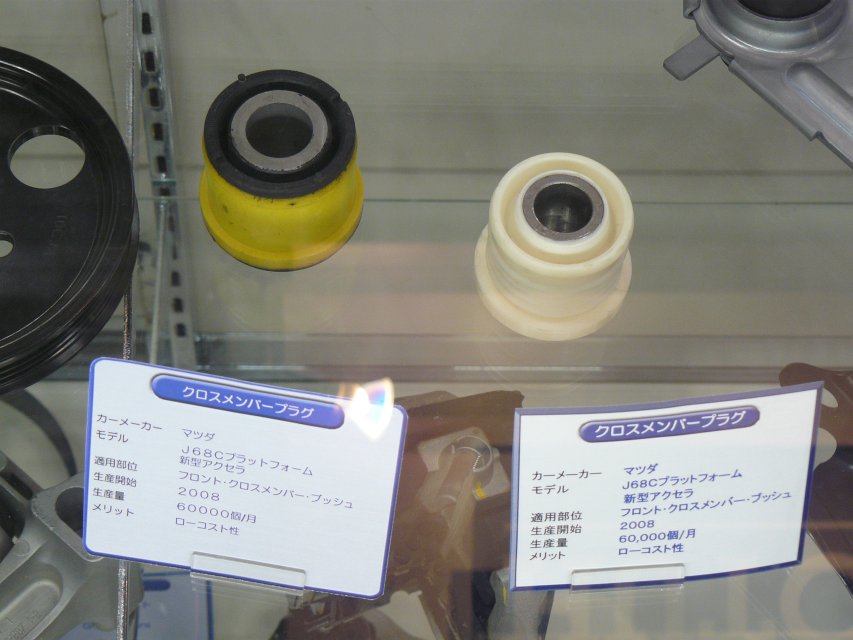 クロスメンバープラグ
カーメーカー マツダ
モデル J68Cプラットフォーム
新型アクセラ
適用部位 フロント・クロスメンバー・ブッシュ
生産開始 2008
生産量 60000個/月
メリット ローコスト性
クロスメンバープラグ
カーメーカー マツダ
モデル J68Cプラットフォーム
新型アクセラ
適用部位 フロント・クロスメンバー・ブッシュ
生産開始 2008
生産量 60,000個/月
メリット ローコスト性